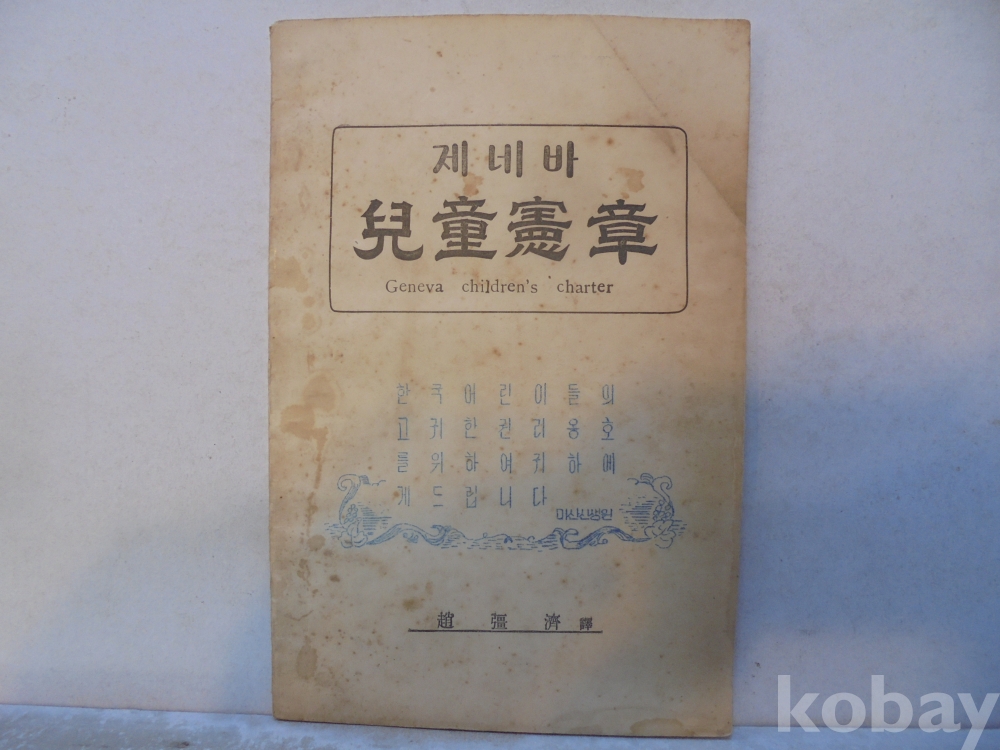 제네바
兒童憲章
Geneva children's charter
한국어린이들의
고귀한권리옹호
를위하여귀하에
게드립니다
趙彊濟 譯
kobay